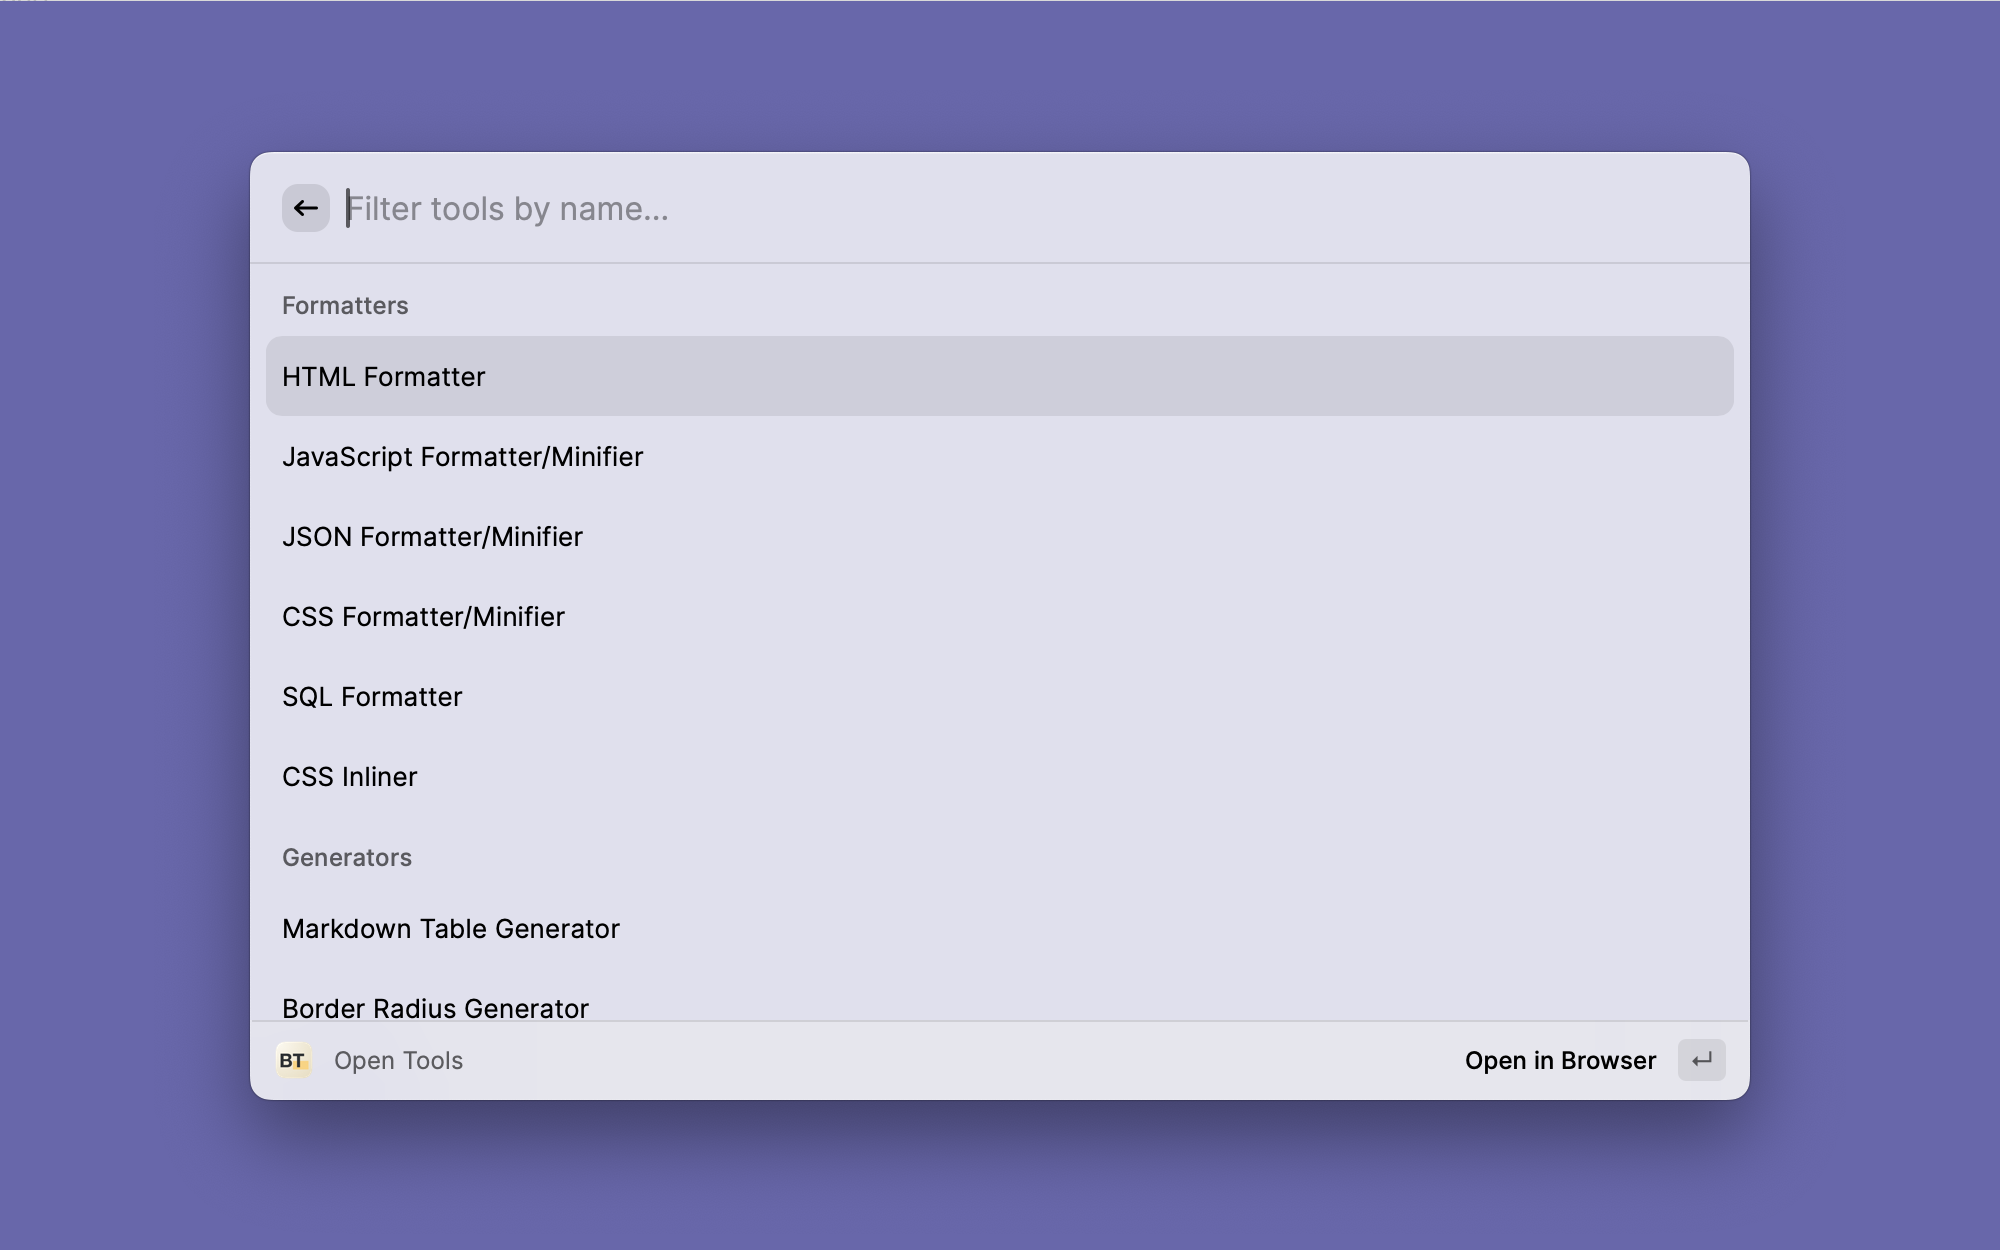 Filter tools by name...
Formatters
HTML Formatter
JavaScript Formatter/Minifier
JSON Formatter/Minifier
CSS Formatter/Minifier
SQL Formatter
CSS Inliner
Generators
Markdown Table Generator
Border Radius Generator
BT Open Tools Open in Browser